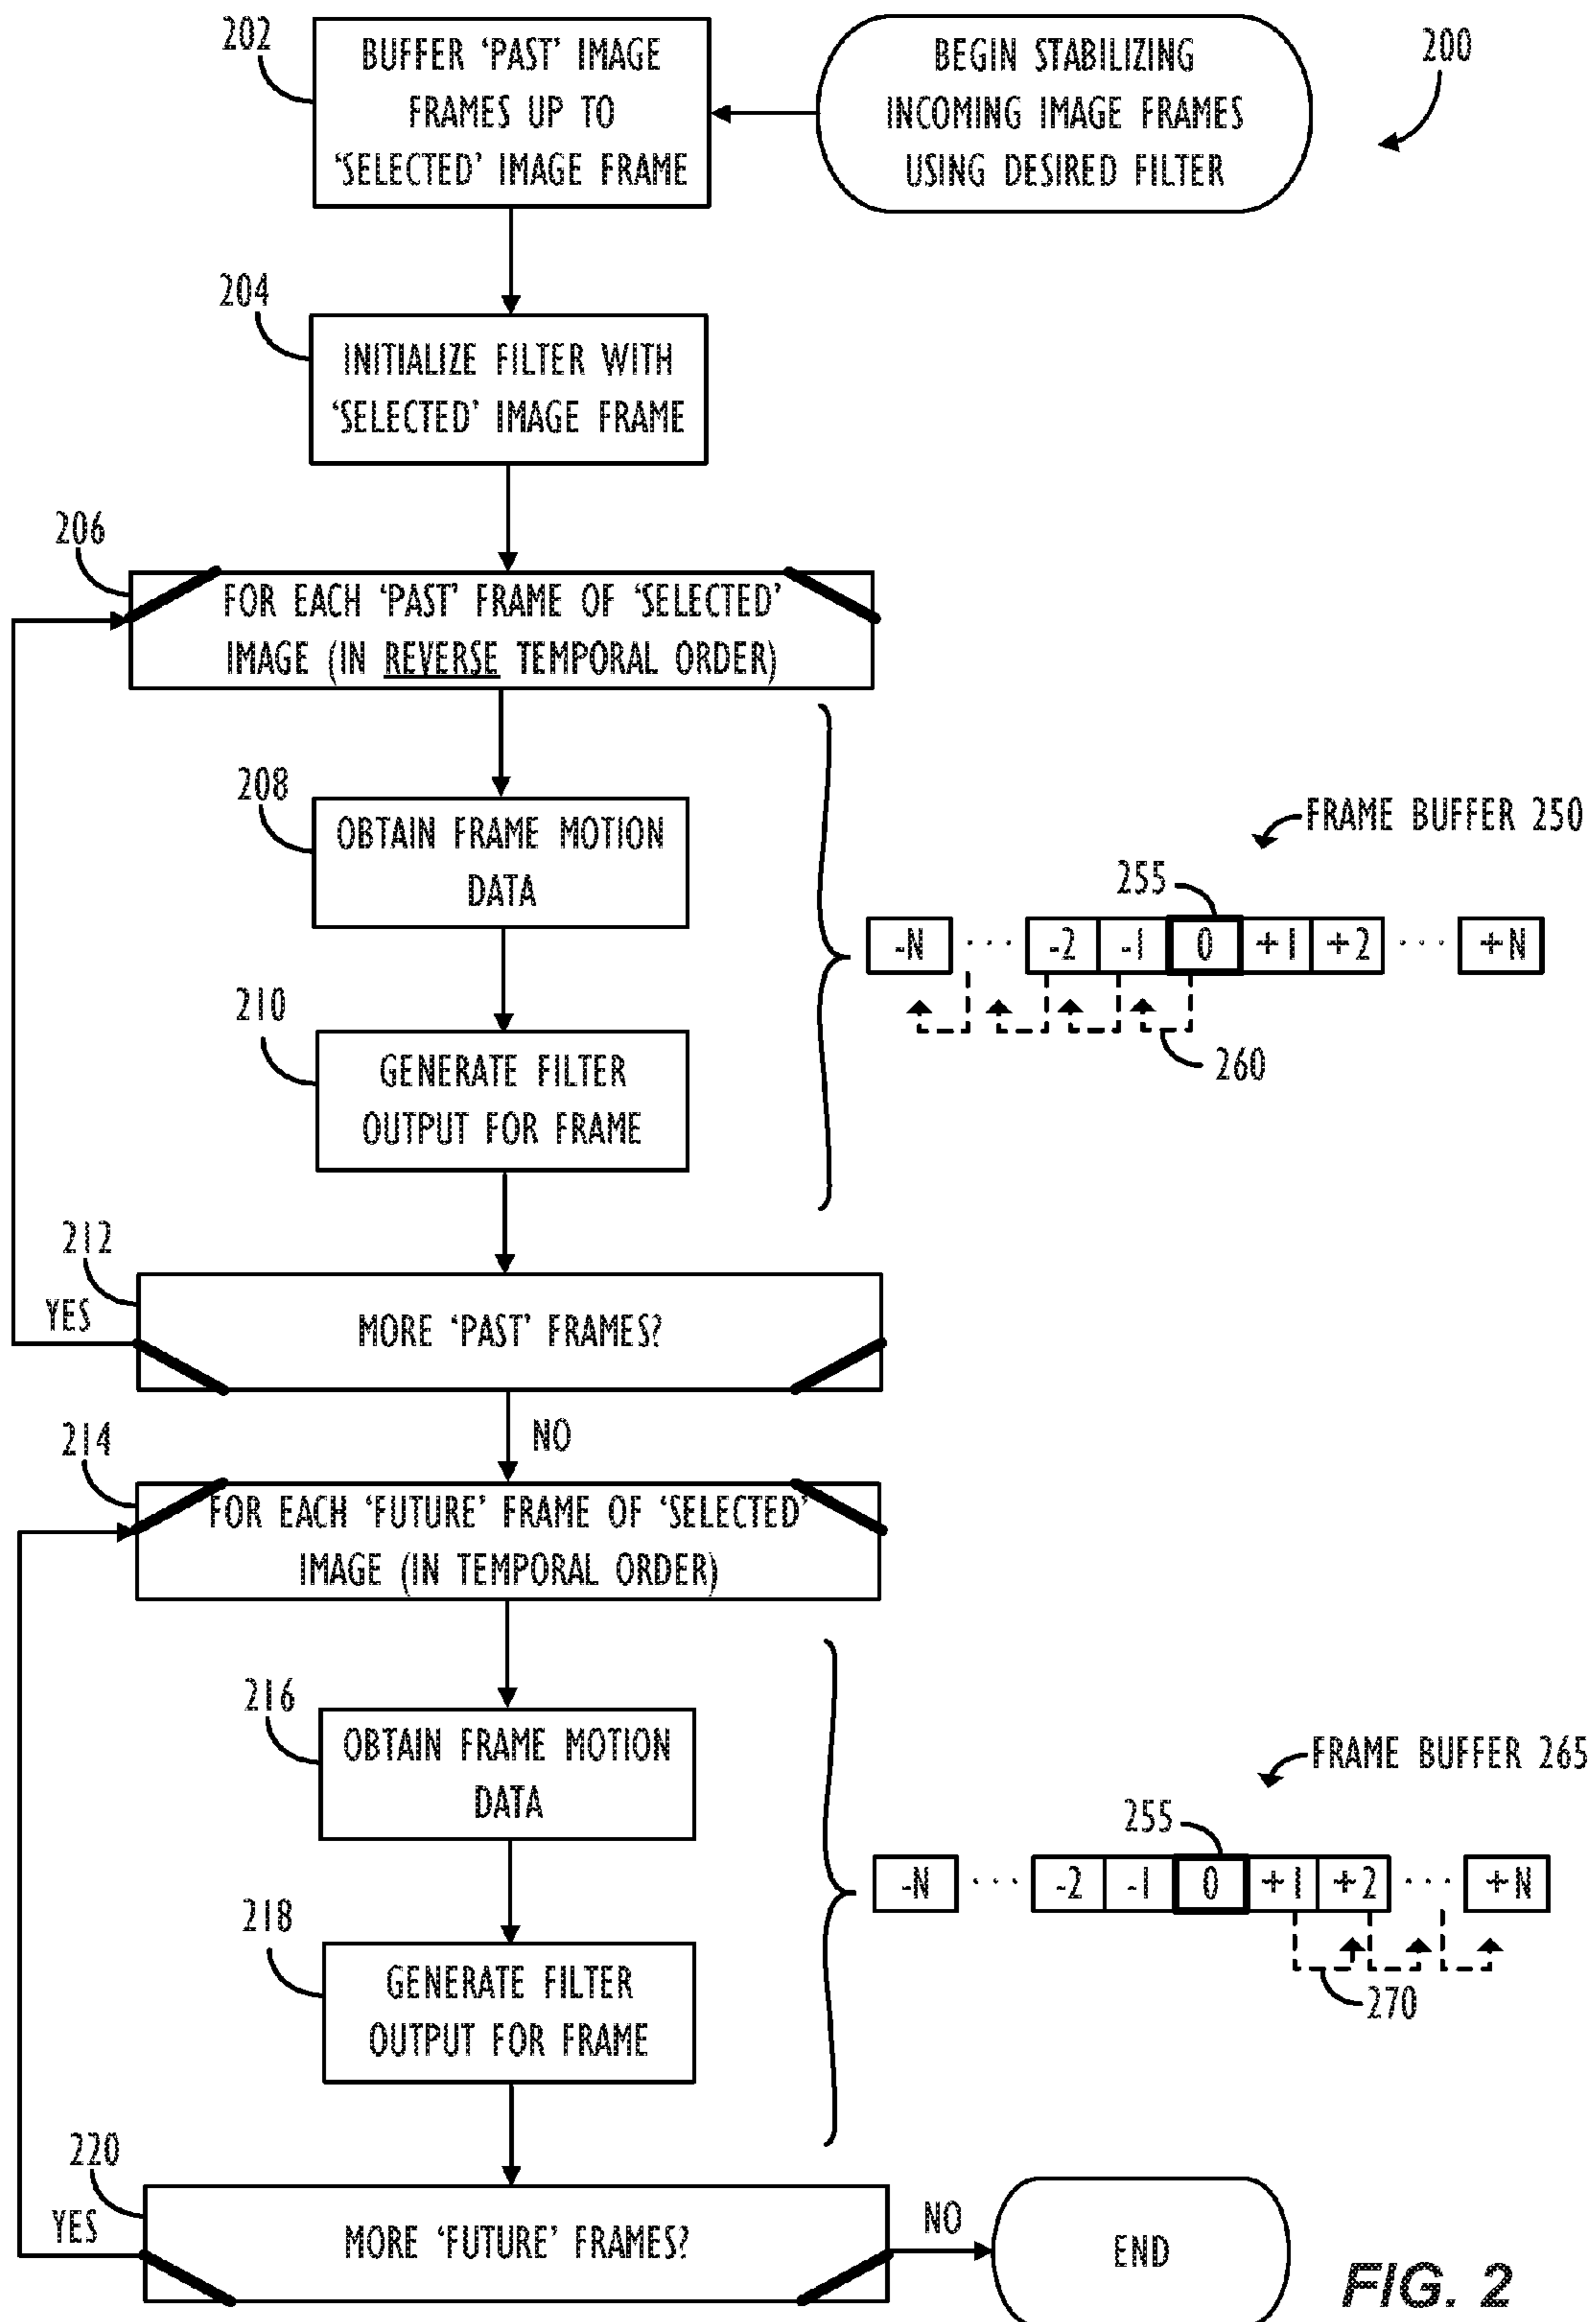 200
BEGIN STABILIZING
INCOMING IMAGE FRAMES
USING DESIRED FILTER
202
BUFFER ‘PAST’ IMAGE
FRAMES UP TO
‘SELECTED’ IMAGE FRAME
204
INITIALIZE FILTER WITH
‘SELECTED’ IMAGE FRAME
206
FOR EACH ‘PAST’ FRAME OF ‘SELECTED’
IMAGE (IN REVERSE TEMPORAL ORDER)
208
OBTAIN FRAME MOTION
DATA
210
GENERATE FILTER
OUTPUT FOR FRAME
FRAME BUFFER 250
255
-N ... -2 -1 0 +1 +2 ... +N
260
212
MORE ‘PAST’ FRAMES?
YES
NO
214
FOR EACH ‘FUTURE’ FRAME OF ‘SELECTED’
IMAGE (IN TEMPORAL ORDER)
216
OBTAIN FRAME MOTION
DATA
218
GENERATE FILTER
OUTPUT FOR FRAME
FRAME BUFFER 265
255
-N ... -2 -1 0 +1 +2 ... +N
270
220
MORE ‘FUTURE’ FRAMES?
YES
NO
END
FIG. 2